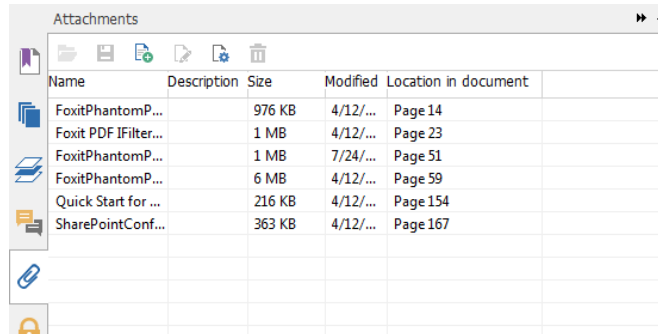 Attachments
Name Description Size Modified Location in document
FoxitPhantomP... 976 KB 4/12/... Page 14
Foxit PDF IFilter... 1 MB 4/12/... Page 23
FoxitPhantomP... 1 MB 7/24/... Page 51
FoxitPhantomP... 6 MB 4/12/... Page 59
Quick Start for ... 216 KB 4/12/... Page 154
SharePointConf... 363 KB 4/12/... Page 167